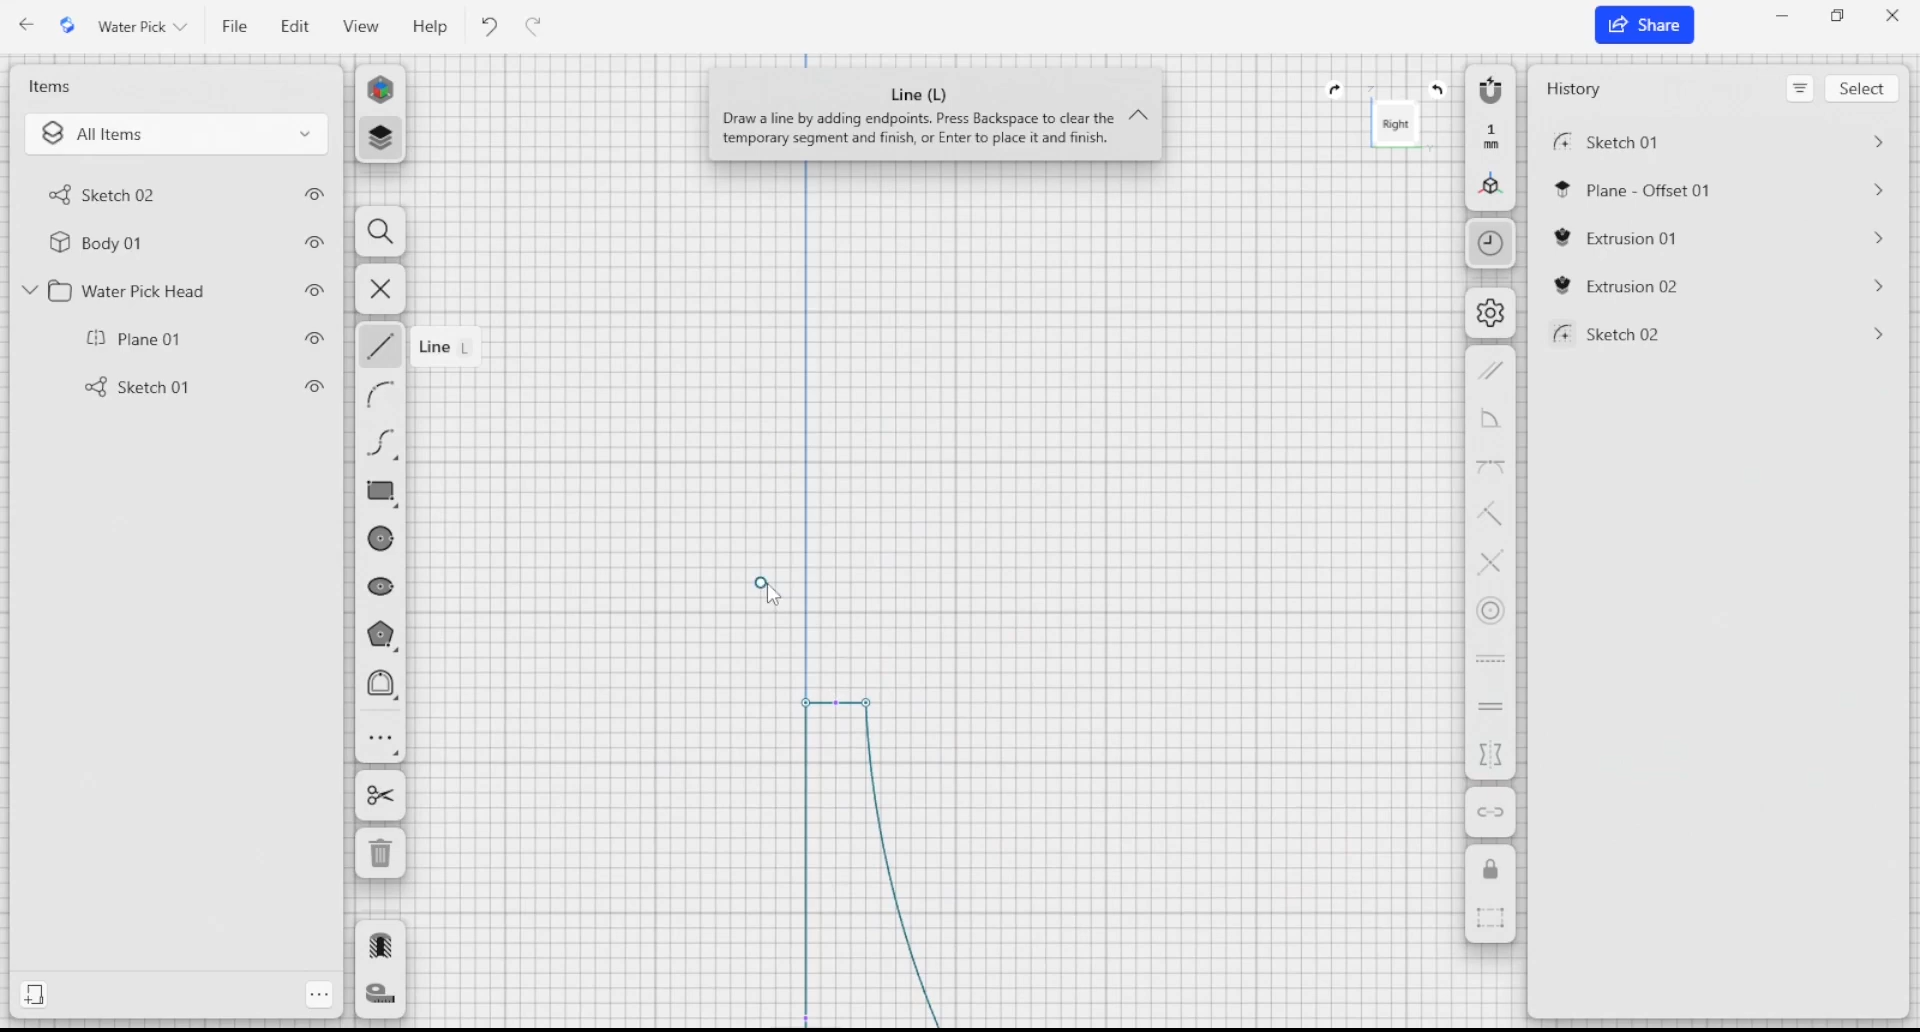 Water Pick
File
Edit
View
Help
Share
Items
All Items
Sketch 02
Body 01
Water Pick Head
Plane 01
Sketch 01
Line L
Line (L)
Draw a line by adding endpoints. Press Backspace to clear the
temporary segment and finish, or Enter to place it and finish.
Right
1
mm
History
Select
Sketch 01
Plane - Offset 01
Extrusion 01
Extrusion 02
Sketch 02